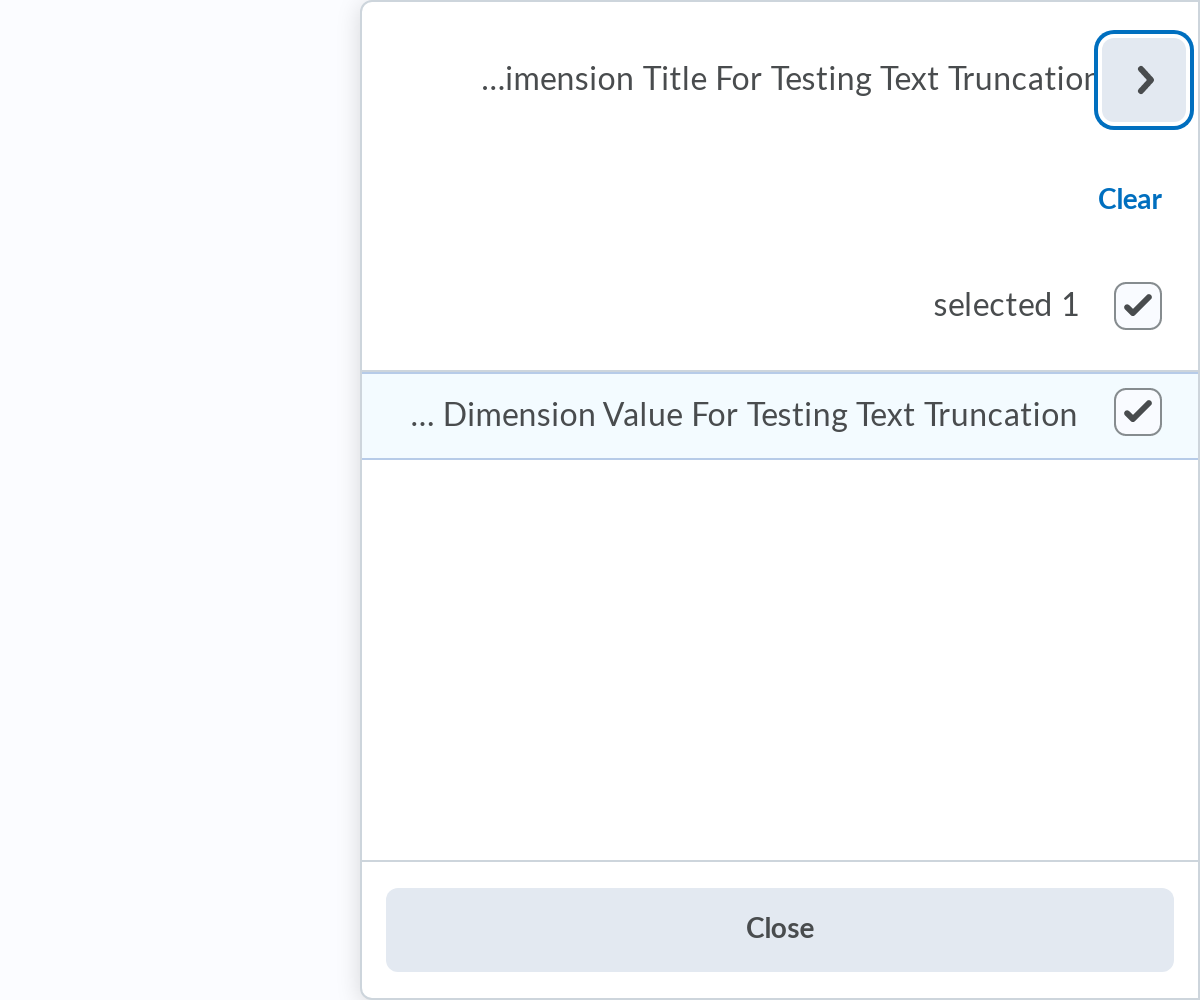 ...imension Title For Testing Text Truncation
Clear
selected 1
... Dimension Value For Testing Text Truncation
Close